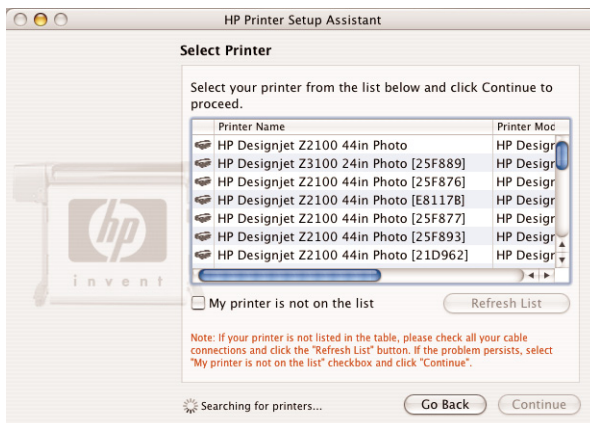 HP Printer Setup Assistant
Select Printer
Select your printer from the list below and click Continue to
proceed.
Printer Name Printer Mod
HP Designjet Z2100 44in Photo HP Design
HP Designjet Z3100 24in Photo [25F889] HP Design
HP Designjet Z2100 44in Photo [25F876] HP Design
HP Designjet Z2100 44in Photo [E8117B] HP Design
HP Designjet Z2100 44in Photo [25F877] HP Design
HP Designjet Z2100 44in Photo [25F893] HP Design
HP Designjet Z2100 44in Photo [21D962] HP Design
hp
invent
My printer is not on the list Refresh List
Note: If your printer is not listed in the table, please check all your cable
connections and click the "Refresh List" button. If the problem persists, select
"My printer is not on the list" checkbox and click "Continue".
Searching for printers... Go Back Continue